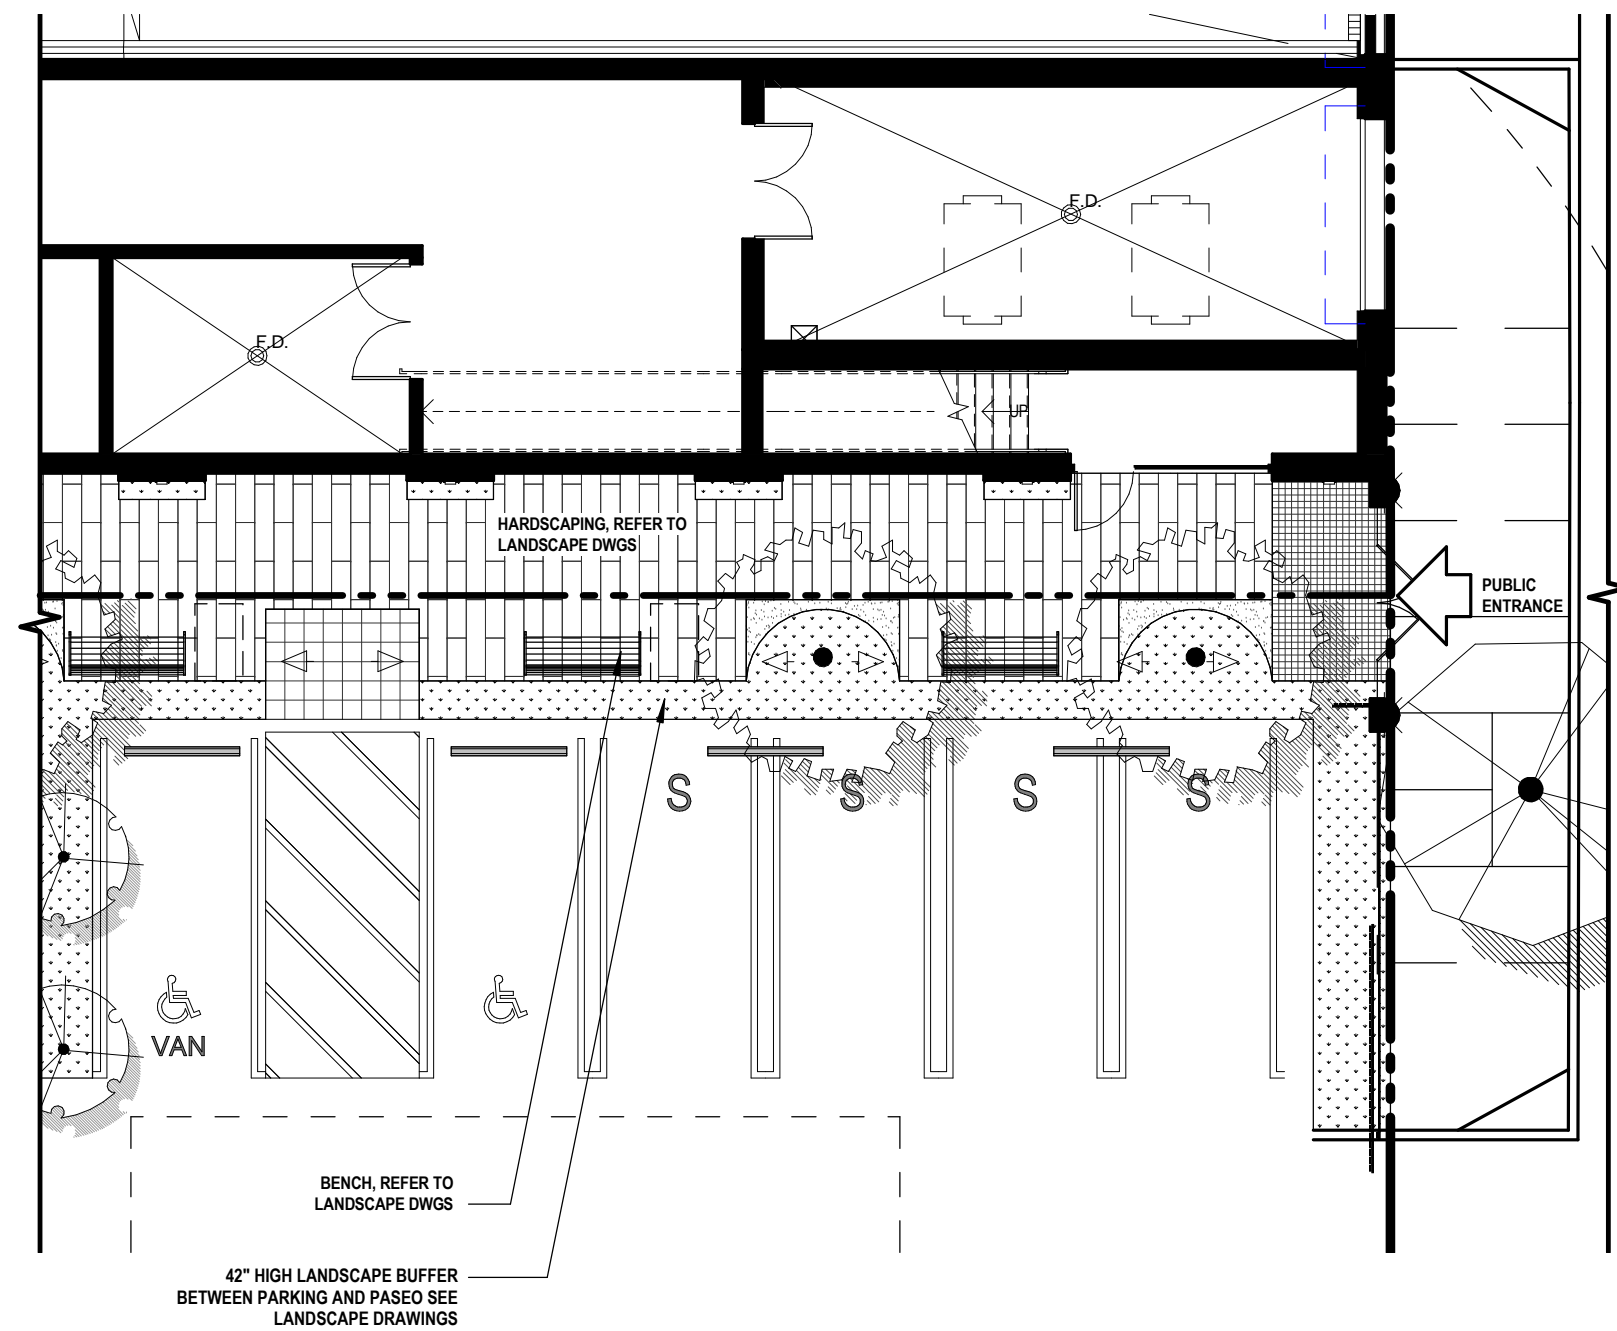 F.D.
F.D.
UP
HARDSCAPING, REFER TO
LANDSCAPE DWGS
PUBLIC
ENTRANCE
S
S
S
S
VAN
BENCH, REFER TO
LANDSCAPE DWGS
42" HIGH LANDSCAPE BUFFER
BETWEEN PARKING AND PASEO SEE
LANDSCAPE DRAWINGS